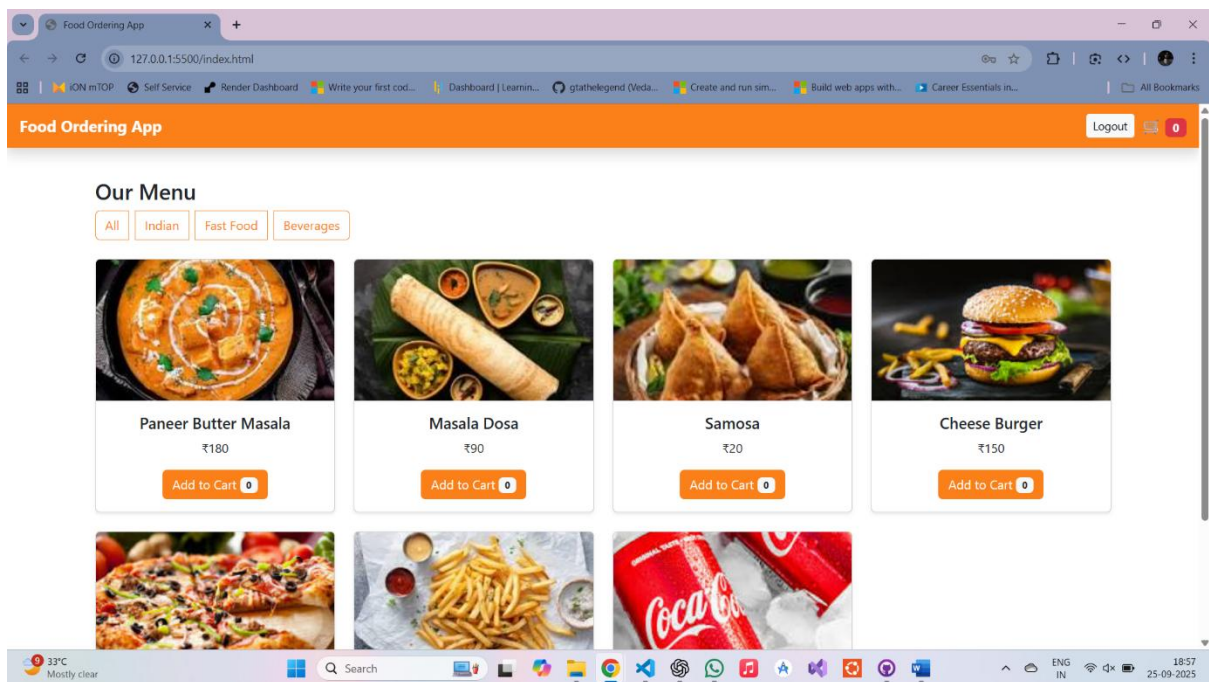 Food Ordering App
127.0.0.1:5500/index.html
iON mTOP Self Service Render Dashboard Write your first cod... Dashboard | Learnin... gtathelegend (Veda... Create and run sim... Build web apps with... Career Essentials in... All Bookmarks
Food Ordering App Logout 0
Our Menu
All Indian Fast Food Beverages
Paneer Butter Masala Masala Dosa Samosa Cheese Burger
₹180 ₹90 ₹20 ₹150
Add to Cart 0 Add to Cart 0 Add to Cart 0 Add to Cart 0
ORIGINAL TASTE
Coca Co
9 33°C Search ENG 18:57
Mostly clear IN 25-09-2025